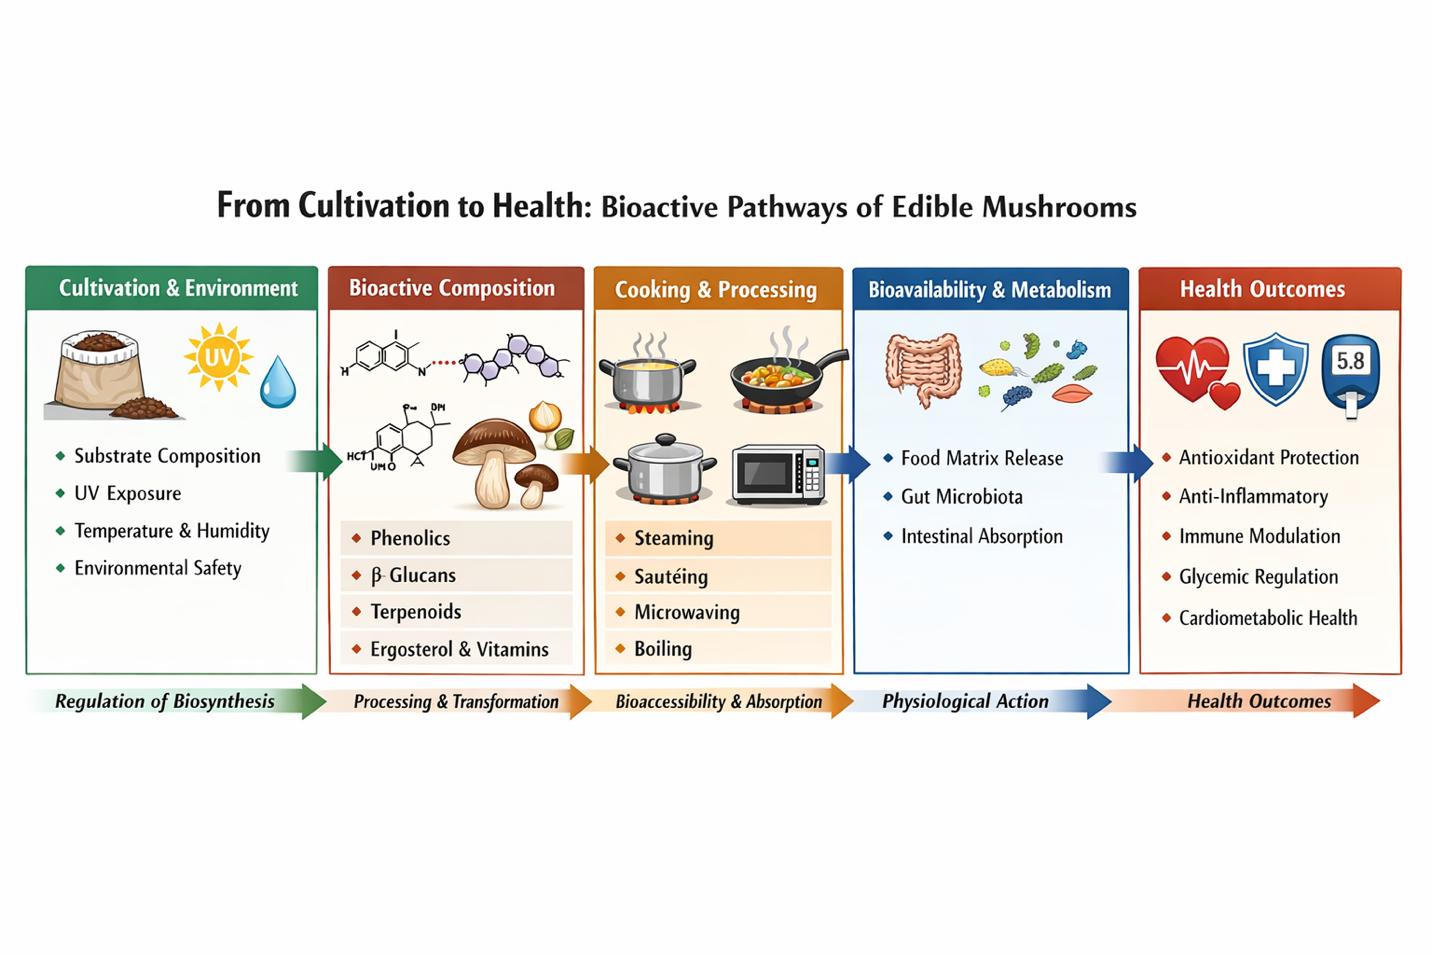 From Cultivation to Health: Bioactive Pathways of Edible Mushrooms
Cultivation & Environment
UV
Substrate Composition
UV Exposure
Temperature & Humidity
Environmental Safety
Bioactive Composition
I
H
N
OH
HCT
UMO
Phenolics
β-Glucans
Terpenoids
Ergosterol & Vitamins
Cooking & Processing
Steaming
Sautéing
Microwaving
Boiling
Bioavailability & Metabolism
Food Matrix Release
Gut Microbiota
Intestinal Absorption
Health Outcomes
5.8
Antioxidant Protection
Anti-Inflammatory
Immune Modulation
Glycemic Regulation
Cardiometabolic Health
Regulation of Biosynthesis
Processing & Transformation
Bioaccessibility & Absorption
Physiological Action
Health Outcomes